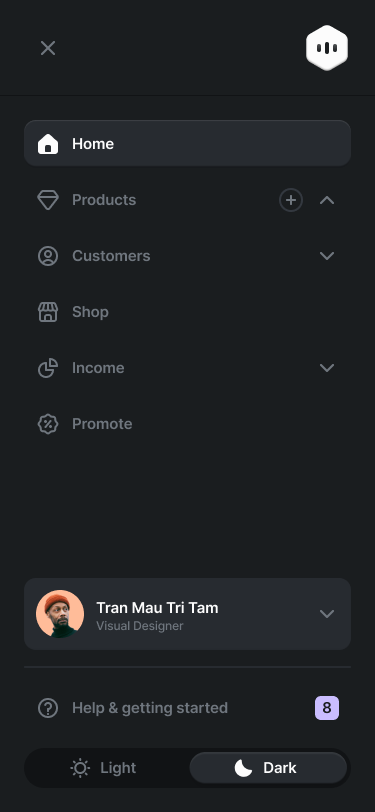 Home
Products
Customers
Shop
Income
Promote
Tran Mau Tri Tam
Visual Designer
Help & getting started 8
Light Dark